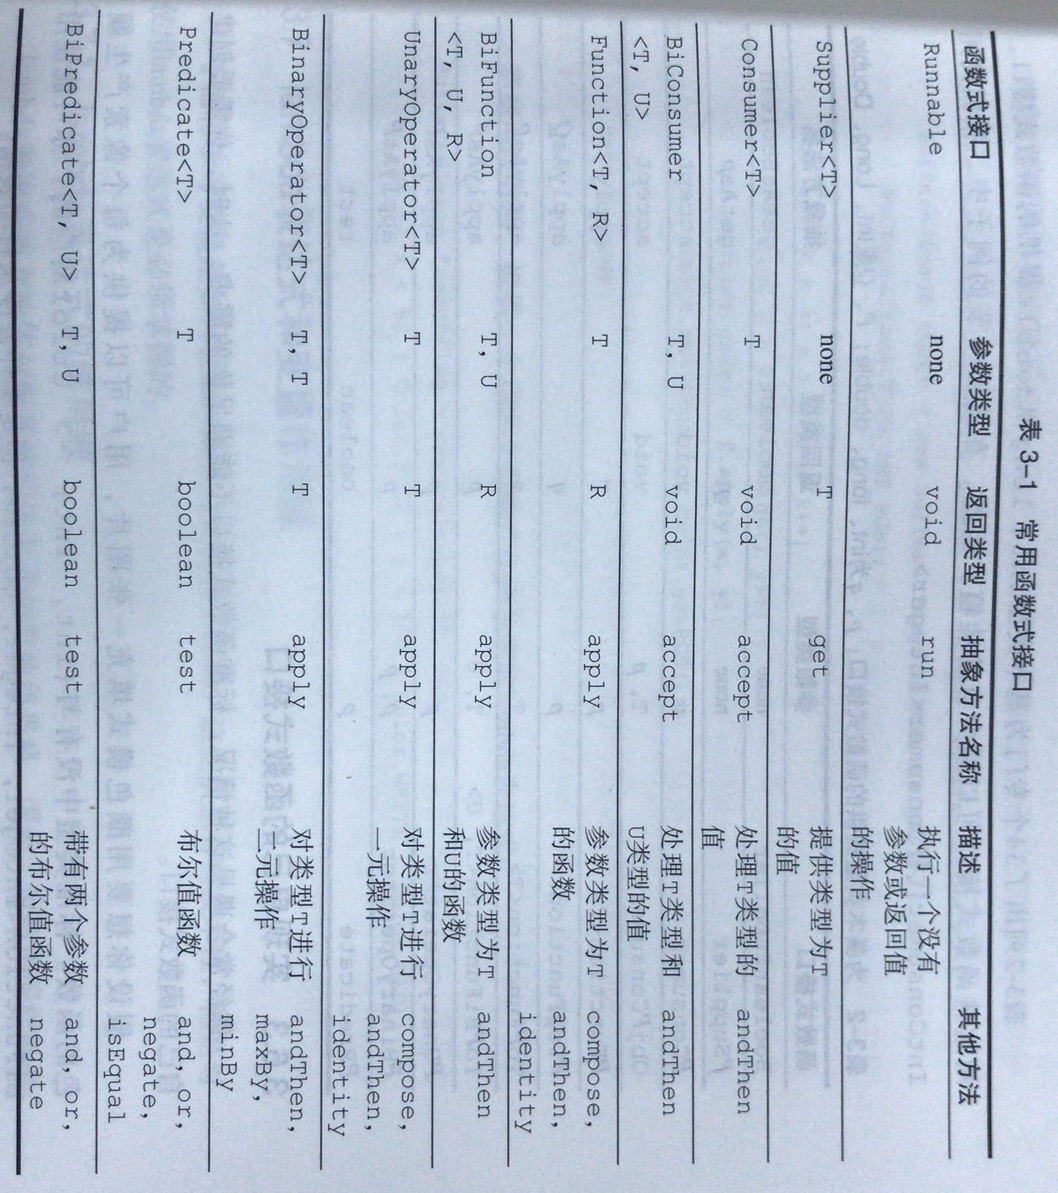 表 3-1 常用函数式接口
函数式接口 参数类型 返回类型 抽象方法名称 描述 其他方法
Runnable none void run 执行一个没有
参数或返回值
的操作
Supplier<T> none T get 提供类型为T
的值
Consumer<T> T void accept 处理T类型的 andThen
值
BiConsumer T, U void accept 处理T类型和 andThen
<T, U> U类型的值
Function<T, R> T R apply 参数类型为T compose,
的函数 andThen,
identity
BiFunction T, U R apply 参数类型为T andThen
<T, U, R> 和U的函数
UnaryOperator<T> T T apply 对类型T进行 compose,
一元操作 andThen,
identity
BinaryOperator<T> T, T T apply 对类型T进行 andThen,
二元操作 maxBy,
minBy
Predicate<T> T boolean test 布尔值函数 and, or,
negate,
isEqual
BiPredicate<T, U> T, U boolean test 带有两个参数 and, or,
的布尔值函数 negate